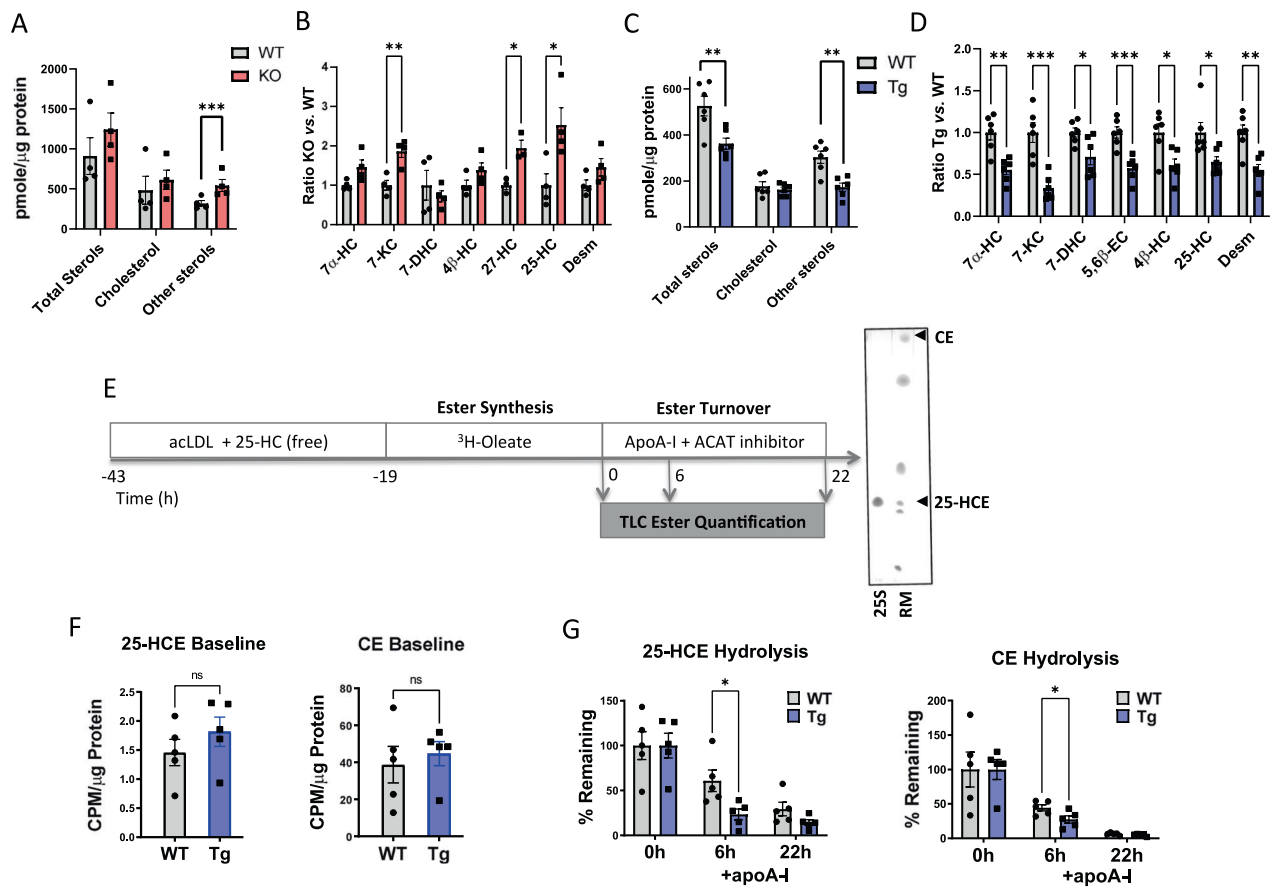 A
WT
KO
pmole/μg protein
2000
1500
1000
500
0
***
Total Sterols
Cholesterol
Other sterols
B
Ratio KO vs. WT
6
4
2
0
**
*
*
7α-HC
7-KC
7-DHC
4β-HC
27-HC
25-HC
Desm
C
WT
Tg
pmole/μg protein
600
400
200
0
**
**
Total sterols
Cholesterol
Other sterols
D
Ratio Tg vs. WT
2.0
1.5
1.0
0.5
0.0
**
***
*
***
*
*
**
7α-HC
7-KC
7-DHC
5,6β-EC
4β-HC
25-HC
Desm
E
Ester Synthesis
Ester Turnover
acLDL + 25-HC (free)
³H-Oleate
ApoA-I + ACAT inhibitor
-43
-19
0
6
22
Time (h)
TLC Ester Quantification
CE
25-HCE
25S
RM
F
25-HCE Baseline
CPM/μg Protein
2.5
2.0
1.5
1.0
0.5
0.0
ns
WT
Tg
CE Baseline
CPM/μg Protein
80
60
40
20
0
ns
WT
Tg
G
25-HCE Hydrolysis
% Remaining
150
100
50
0
*
WT
Tg
0h
6h
22h
+apoA-I
CE Hydrolysis
% Remaining
200
150
100
50
0
*
WT
Tg
0h
6h
22h
+apoA-I